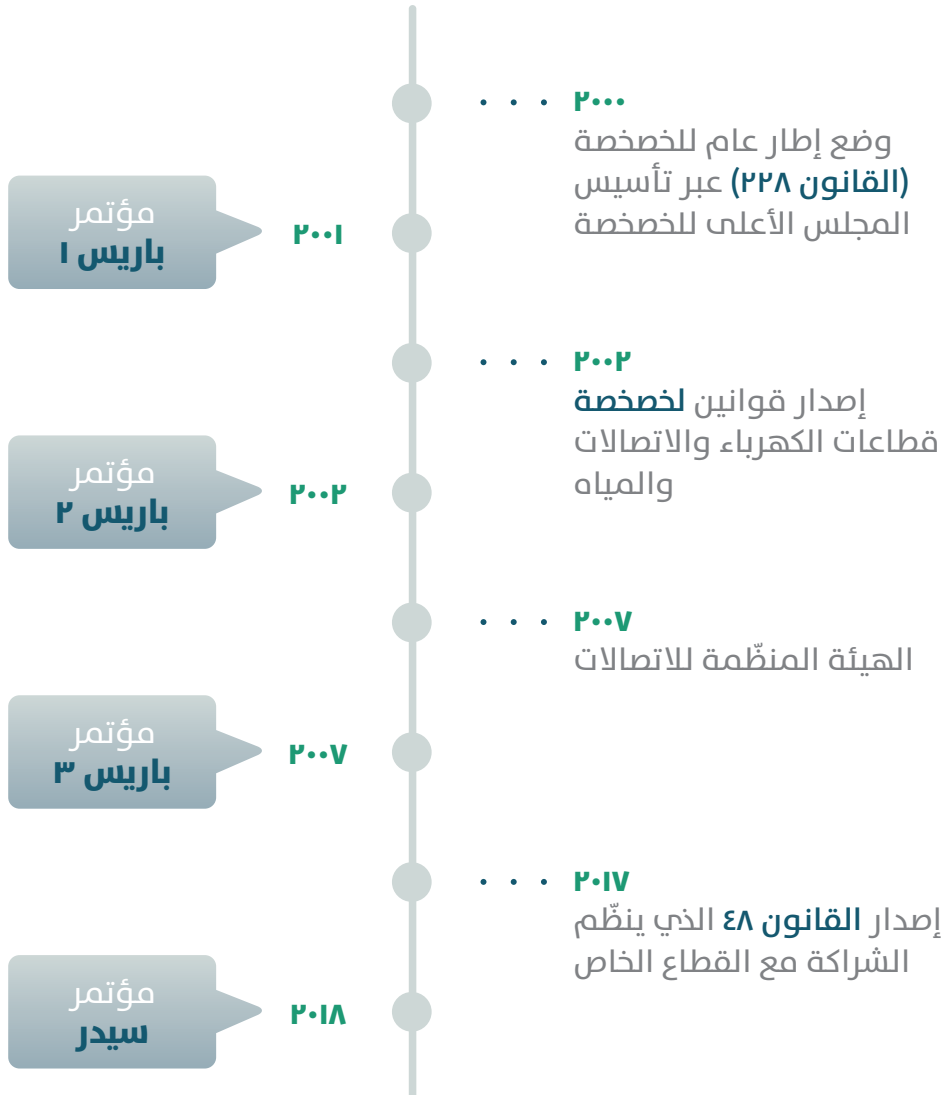 ٢٠٠٠
وضع إطار عام للخصخصة
(القانون ٢٢٨) عبر تأسيس
المجلس الأعلى للخصخصة
مؤتمر
باريس ١
٢٠٠١
٢٠٠٢
إصدار قوانين لخصخصة
قطاعات الكهرباء والاتصالات
والمياه
مؤتمر
باريس ٢
٢٠٠٢
٢٠٠٧
الهيئة المنظّمة للاتصالات
مؤتمر
باريس ٣
٢٠٠٧
٢٠١٧
إصدار القانون ٤٨ الذي ينظّم
الشراكة مع القطاع الخاص
مؤتمر
سيدر
٢٠١٨